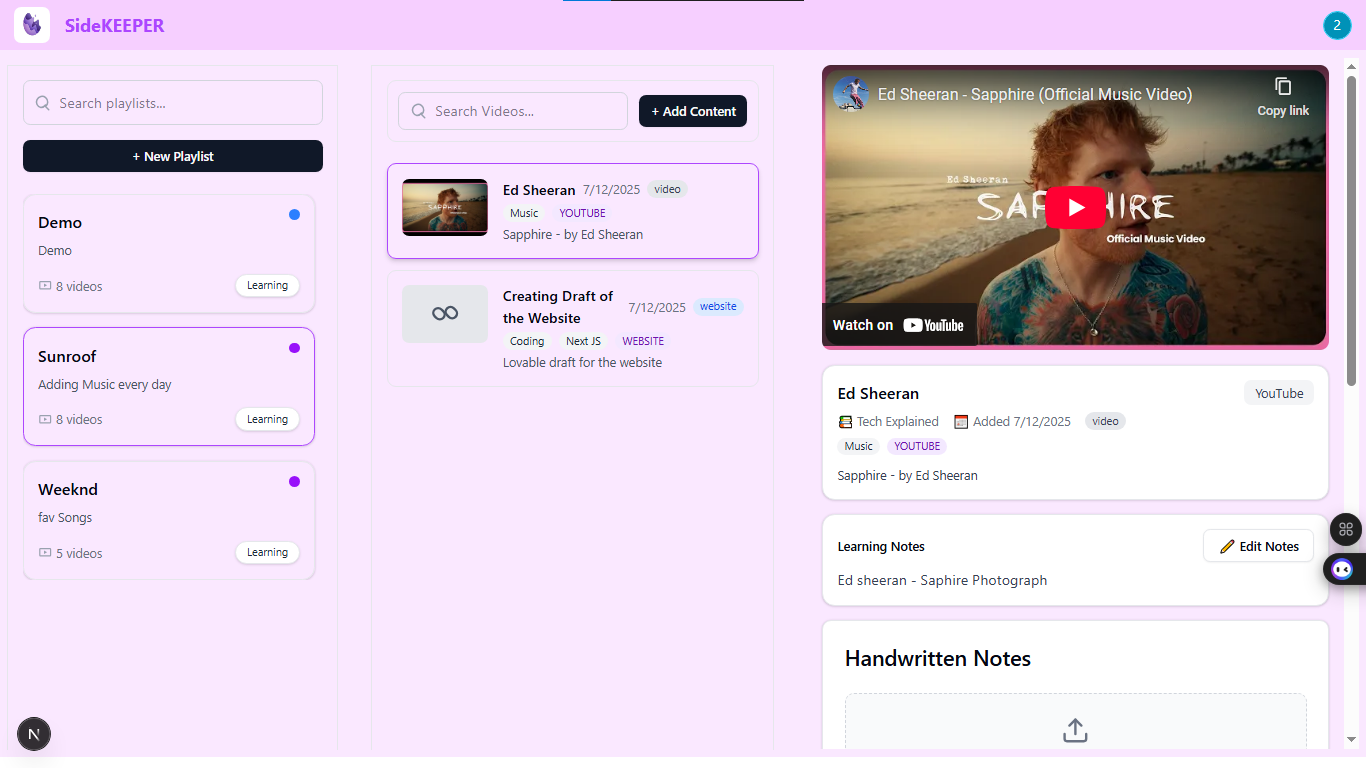 SideKEEPER
2
Search playlists...
+ New Playlist
Demo
Demo
8 videos
Learning
Sunroof
Adding Music every day
8 videos
Learning
Weeknd
fav Songs
5 videos
Learning
N
Search Videos...
+ Add Content
Ed Sheeran 7/12/2025 video
Music YOUTUBE
Sapphire - by Ed Sheeran
Creating Draft of
the Website
7/12/2025 website
Coding Next JS WEBSITE
Lovable draft for the website
Ed Sheeran - Sapphire (Official Music Video)
Copy link
Ed Sheeran
SAPPHIRE
Official Music Video
Watch on YouTube
Ed Sheeran
YouTube
Tech Explained Added 7/12/2025 video
Music YOUTUBE
Sapphire - by Ed Sheeran
Learning Notes
Edit Notes
Ed sheeran - Saphire Photograph
Handwritten Notes